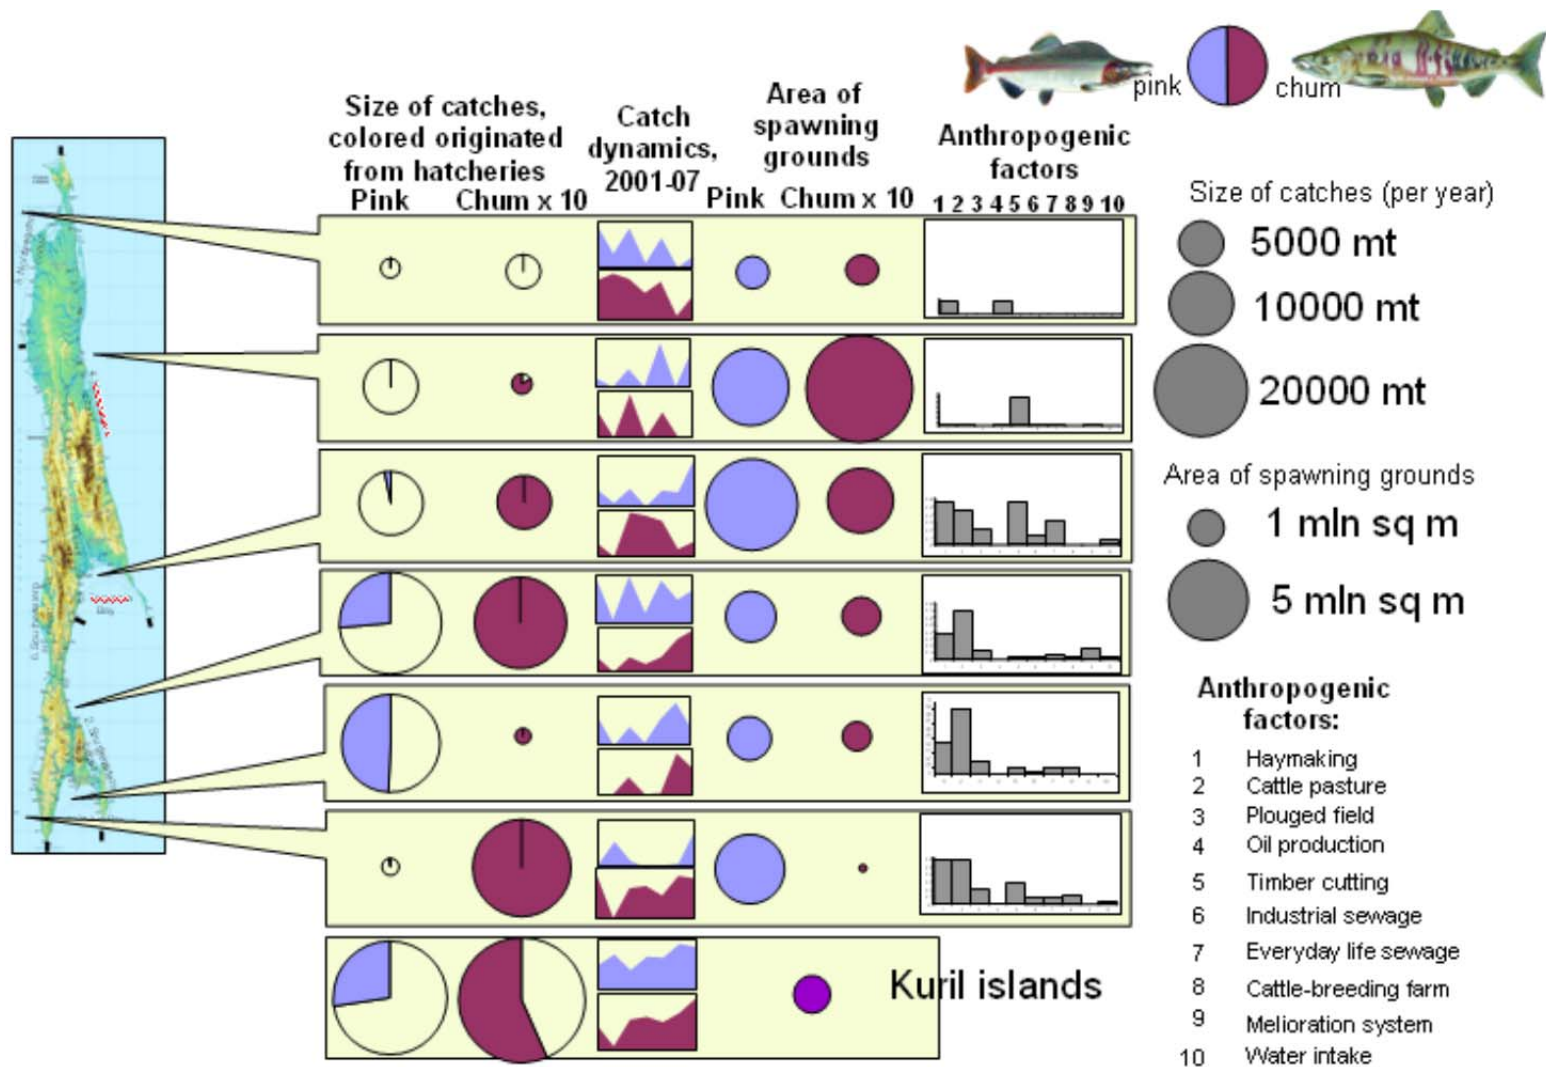 pink
chum
Size of catches,
colored originated
from hatcheries
Pink
Chum x 10
Catch
dynamics,
2001-07
Area of
spawning
grounds
Pink
Chum x 10
Anthropogenic
factors
1 2 3 4 5 6 7 8 9 10
Size of catches (per year)
5000 mt
10000 mt
20000 mt
Area of spawning grounds
1 mln sq m
5 mln sq m
Kuril islands
Anthropogenic
factors:
1 Haymaking
2 Cattle pasture
3 Plouged field
4 Oil production
5 Timber cutting
6 Industrial sewage
7 Everyday life sewage
8 Cattle-breeding farm
9 Melioration system
10 Water intake